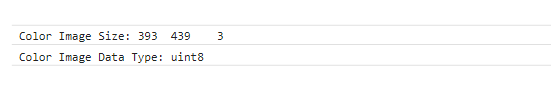 Color Image Size: 393  439    3
Color Image Data Type: uint8